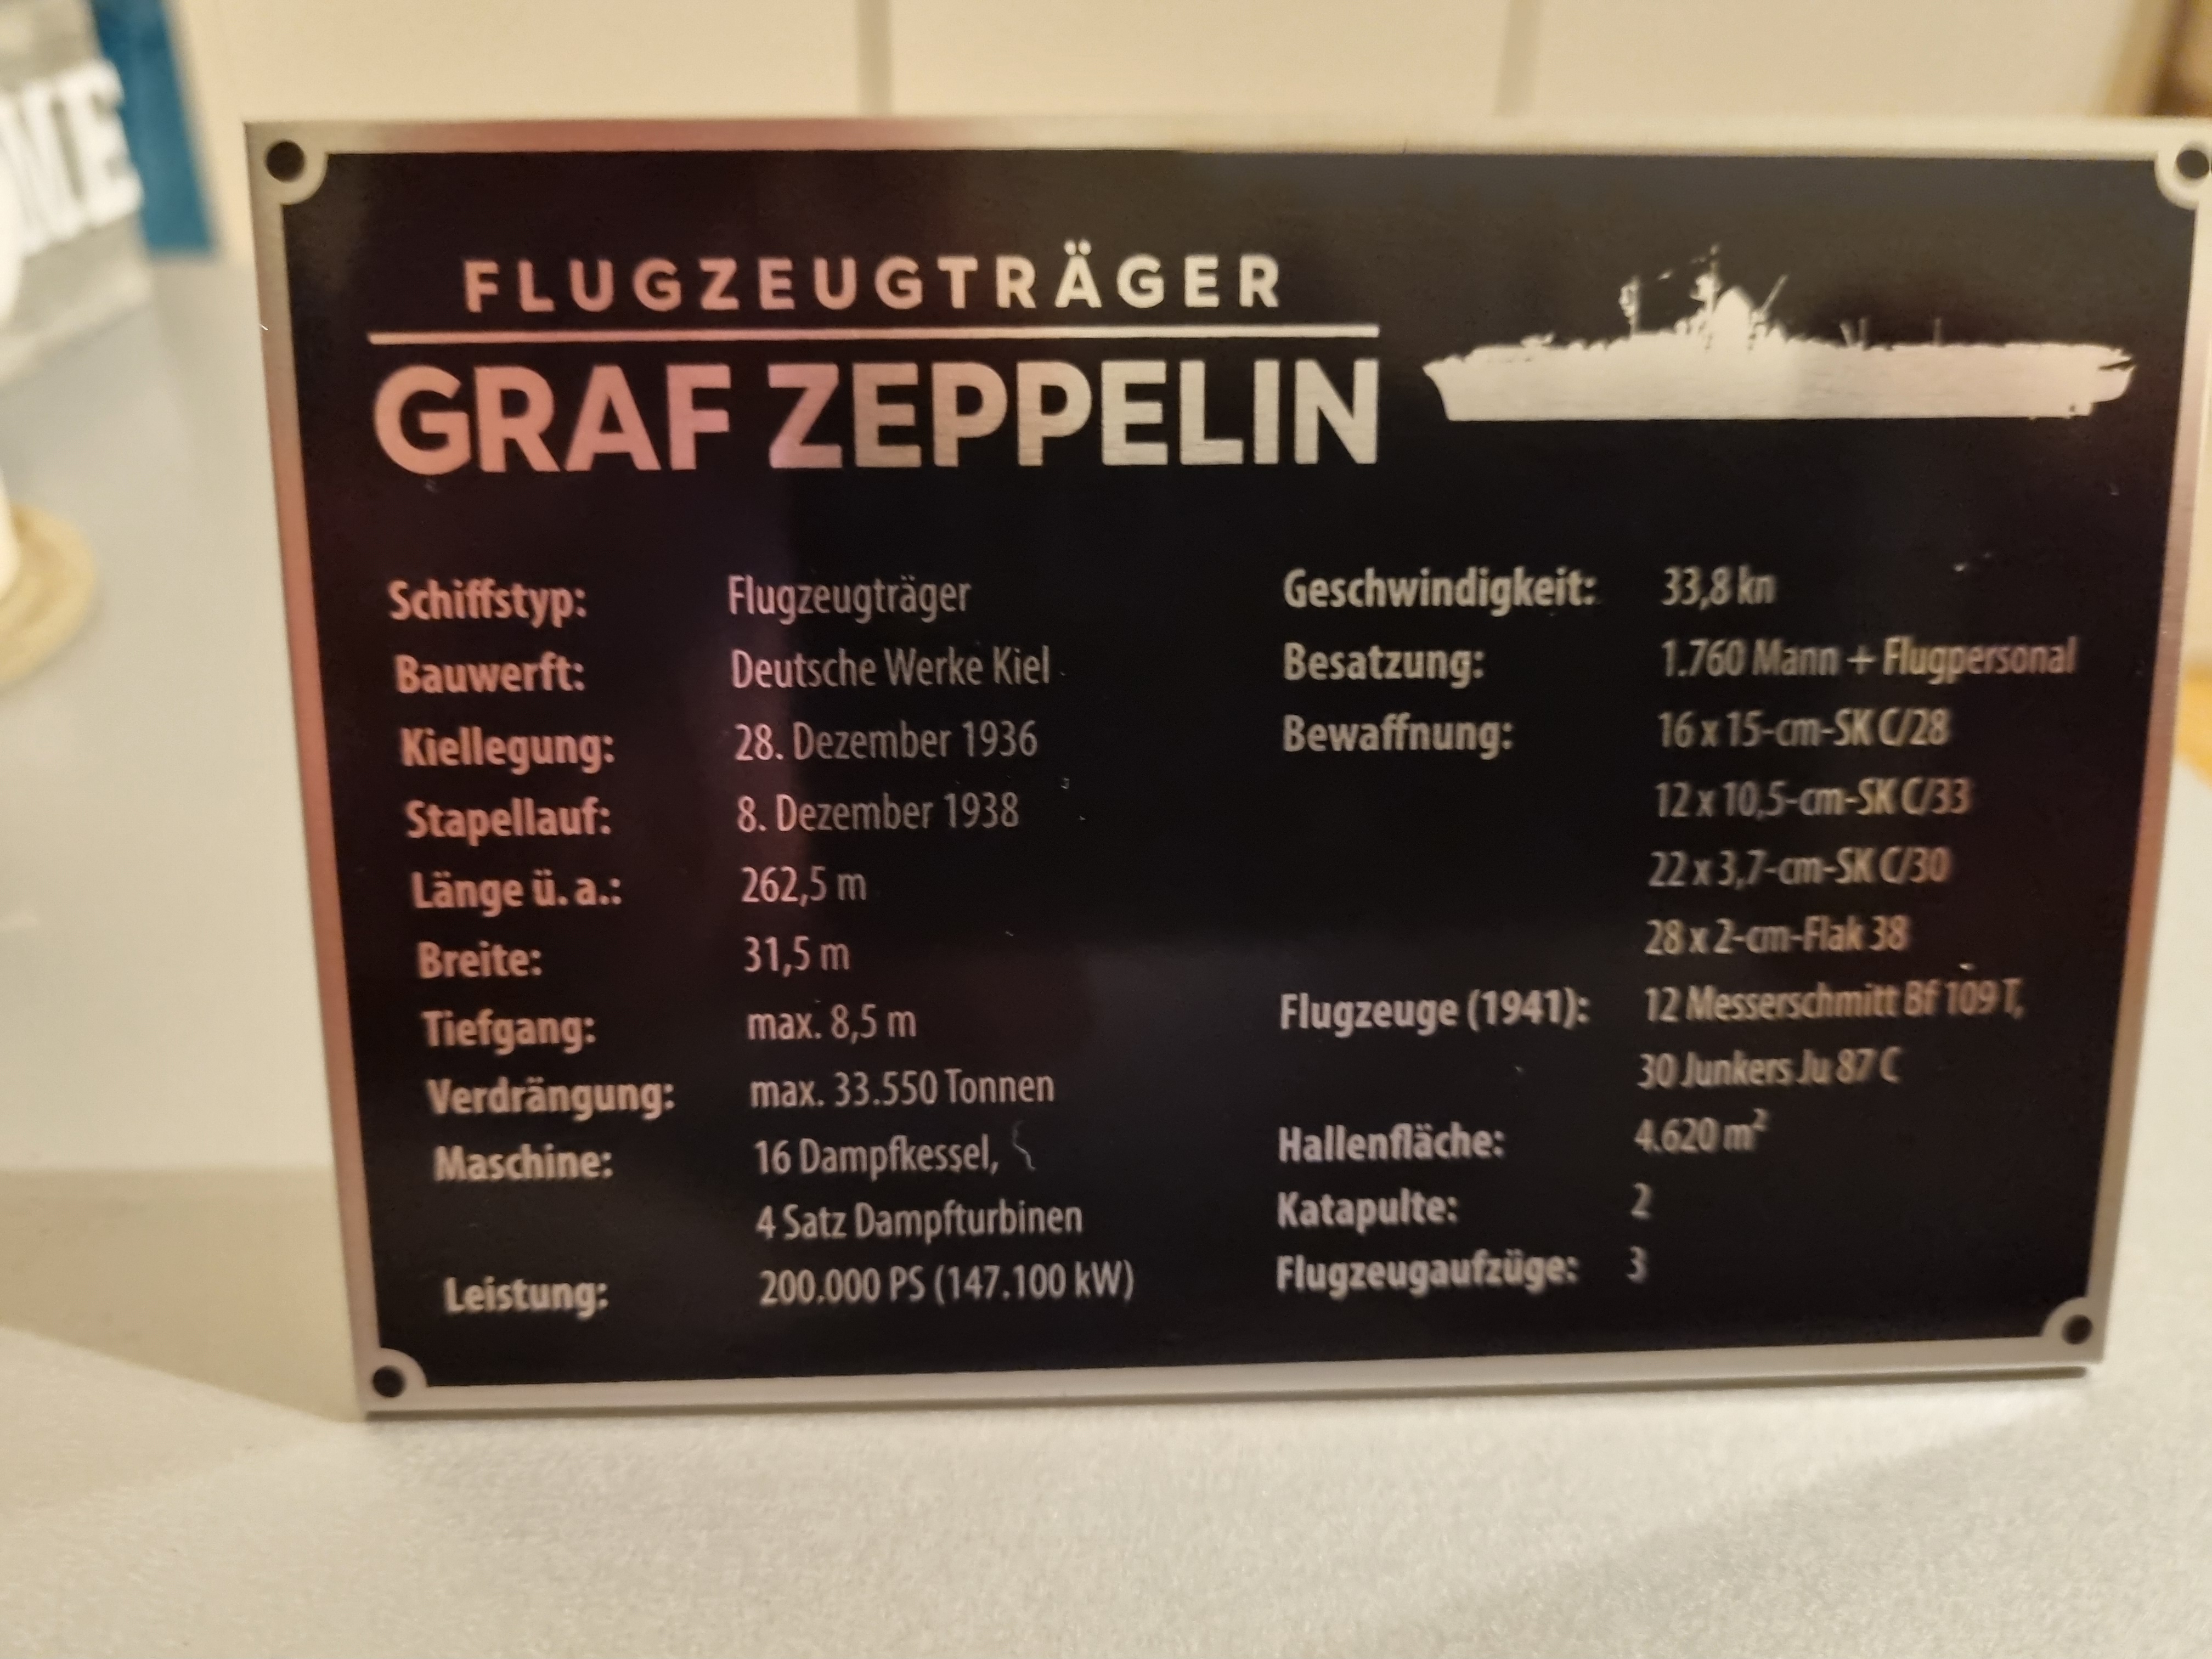 FLUGZEUGTRÄGER
GRAF ZEPPELIN
Schiffstyp: Flugzeugträger
Bauwerft: Deutsche Werke Kiel
Kiellegung: 28. Dezember 1936
Stapellauf: 8. Dezember 1938
Länge ü. a.: 262,5 m
Breite: 31,5 m
Tiefgang: max. 8,5 m
Verdrängung: max. 33.550 Tonnen
Maschine: 16 Dampfkessel,
4 Satz Dampfturbinen
Leistung: 200.000 PS (147.100 kW)
Geschwindigkeit: 33,8 kn
Besatzung: 1.760 Mann + Flugpersonal
Bewaffnung: 16 x 15-cm-SK C/28
12 x 10,5-cm-SK C/33
22 x 3,7-cm-SK C/30
28 x 2-cm-Flak 38
Flugzeuge (1941): 12 Messerschmitt Bf 109 T,
30 Junkers Ju 87 C
Hallenfläche: 4.620 m²
Katapulte: 2
Flugzeugaufzüge: 3